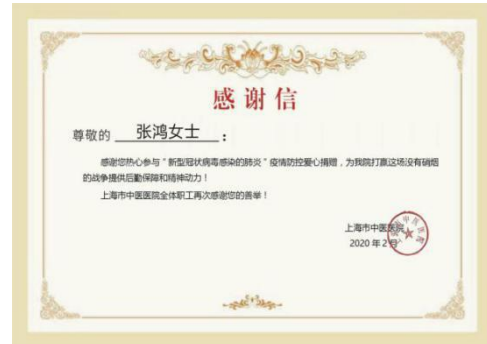 感谢信
尊敬的 张鸿女士 ：
感谢您热心参与“新型冠状病毒感染的肺炎”疫情防控爱心捐赠，为我院打赢这场没有硝烟
的战争提供后勤保障和精神动力！
上海市中医医院全体职工再次感谢您的善举！
上海市中医医院
2020 年 2 月